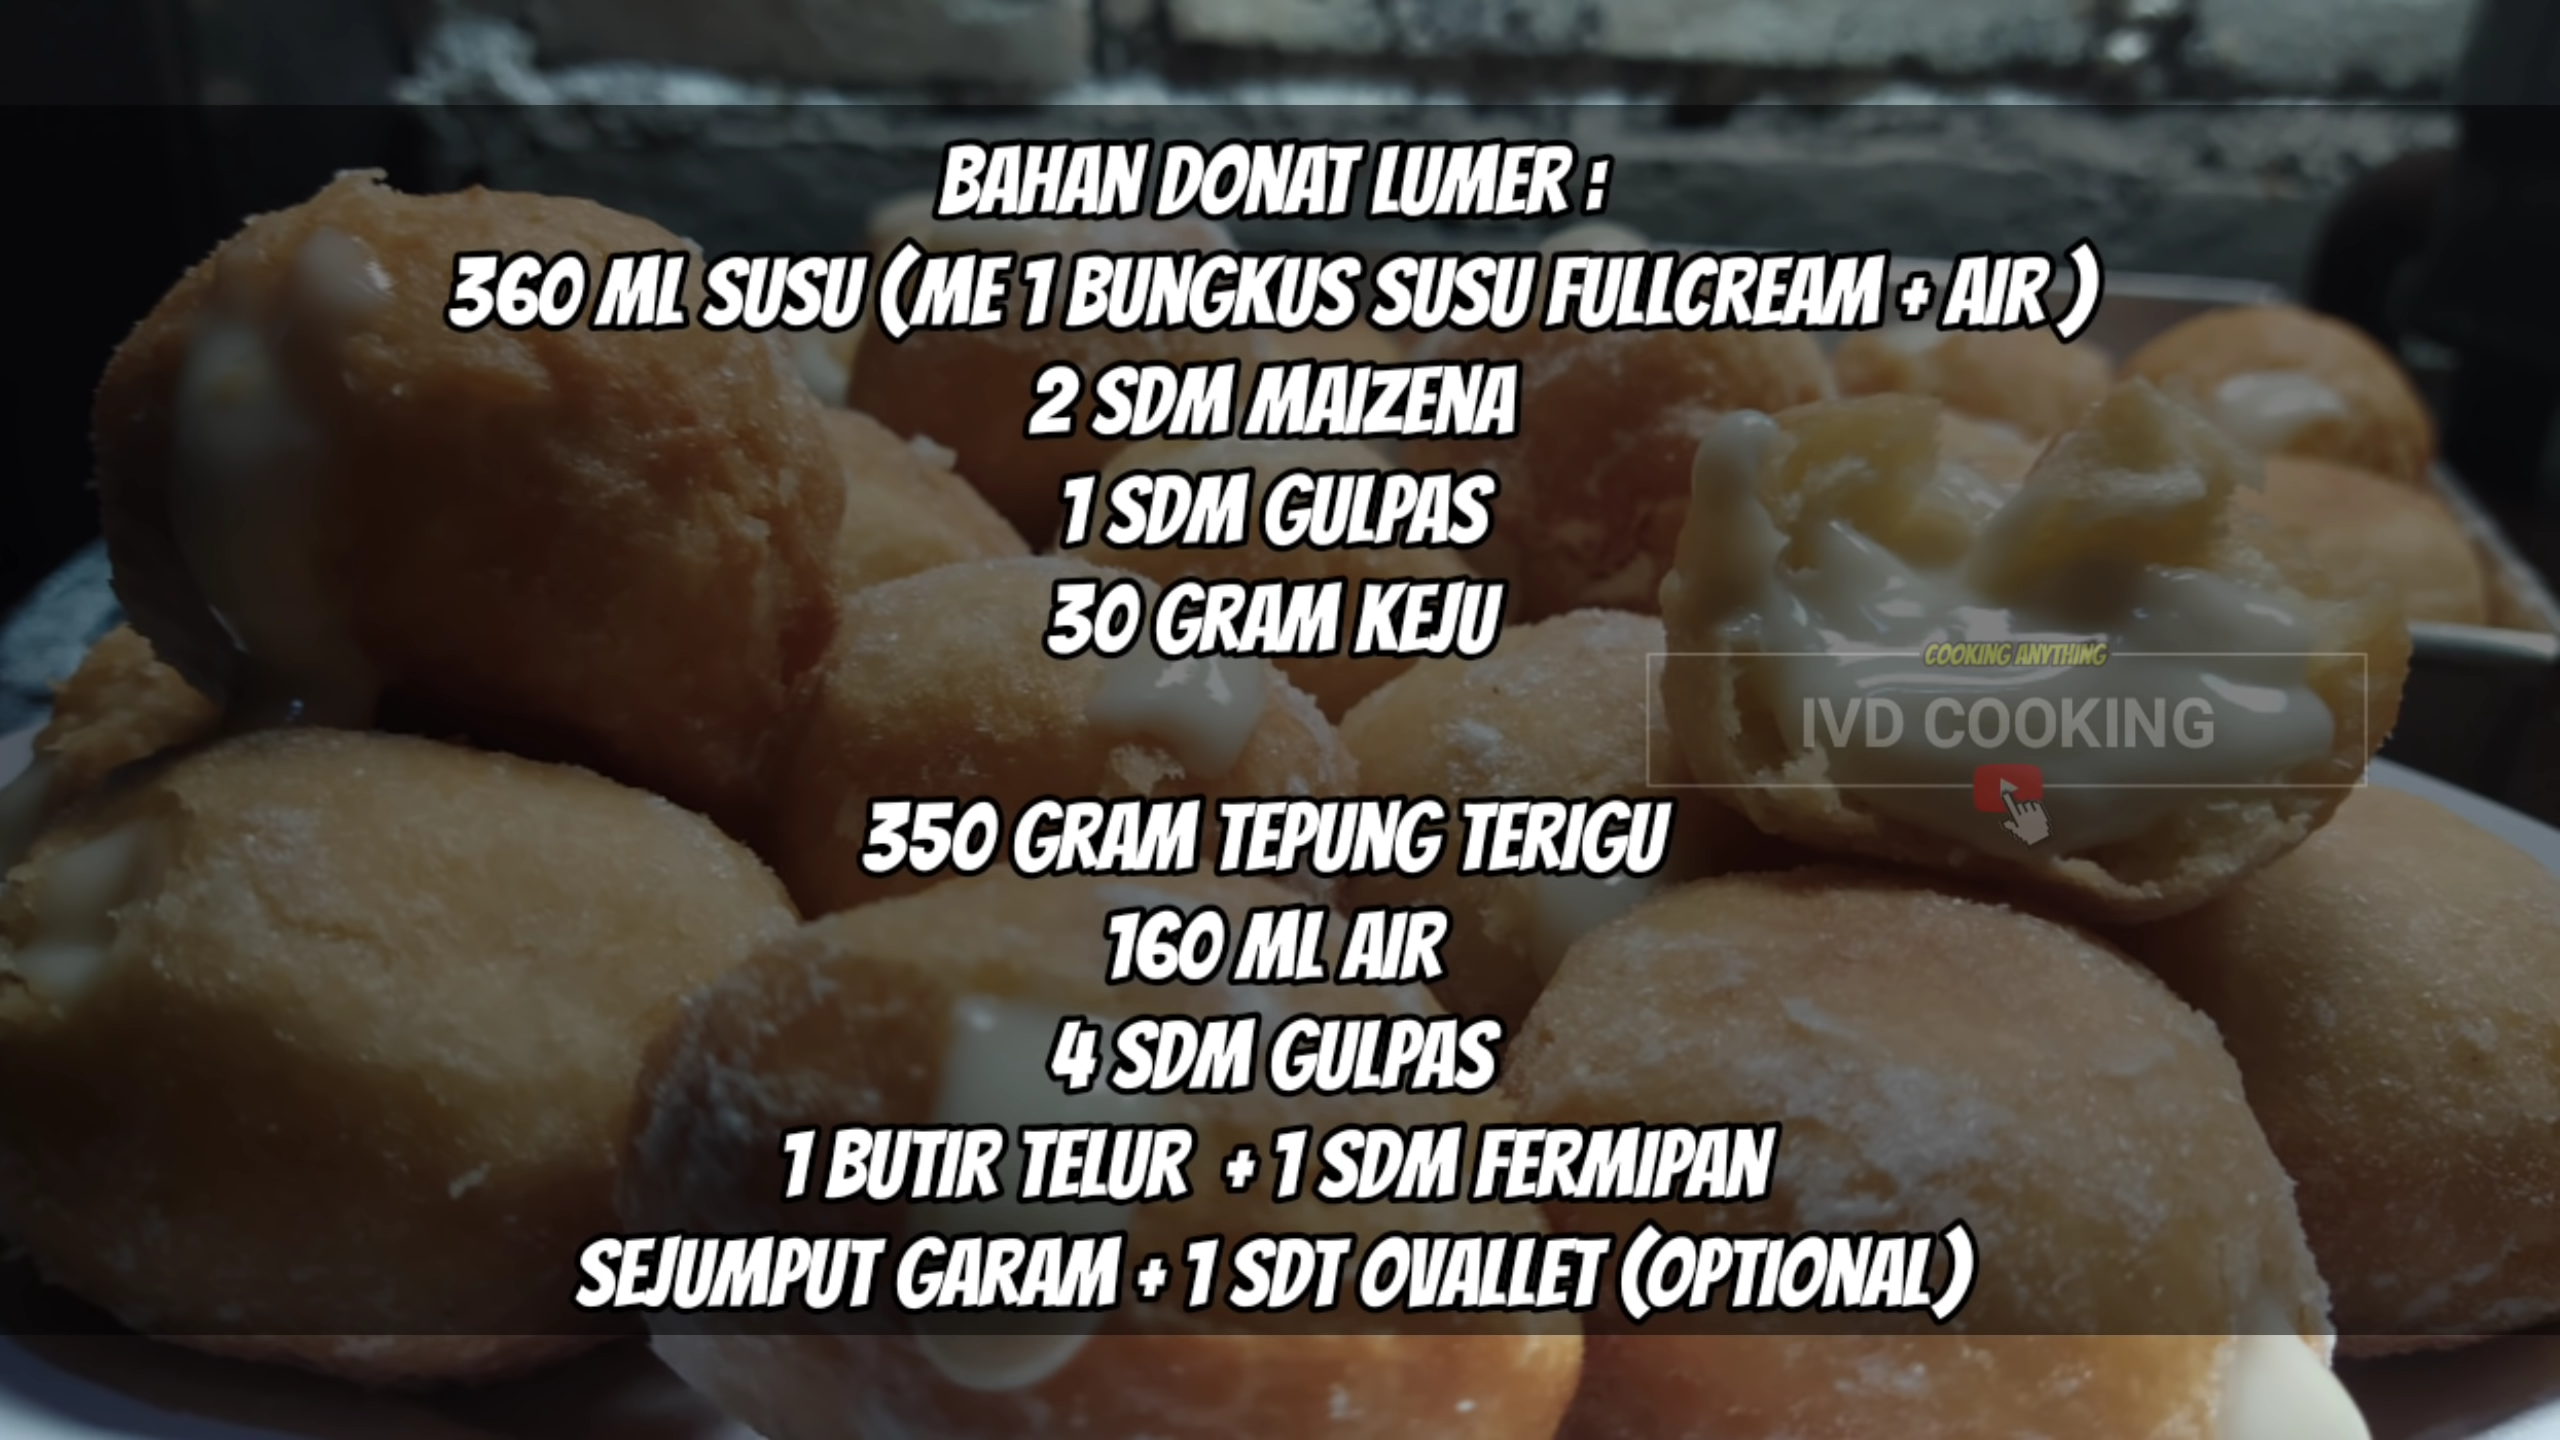 BAHAN DONAT LUMER :
360 ML SUSU (ME 1 BUNGKUS SUSU FULLCREAM + AIR )
2 SDM MAIZENA
1 SDM GULPAS
30 GRAM KEJU
COOKING ANYTHING
IVD COOKING
350 GRAM TEPUNG TERIGU
160 ML AIR
4 SDM GULPAS
1 BUTIR TELUR + 1 SDM FERMIPAN
SEJUMPUT GARAM + 1 SDT OVALLET (OPTIONAL)